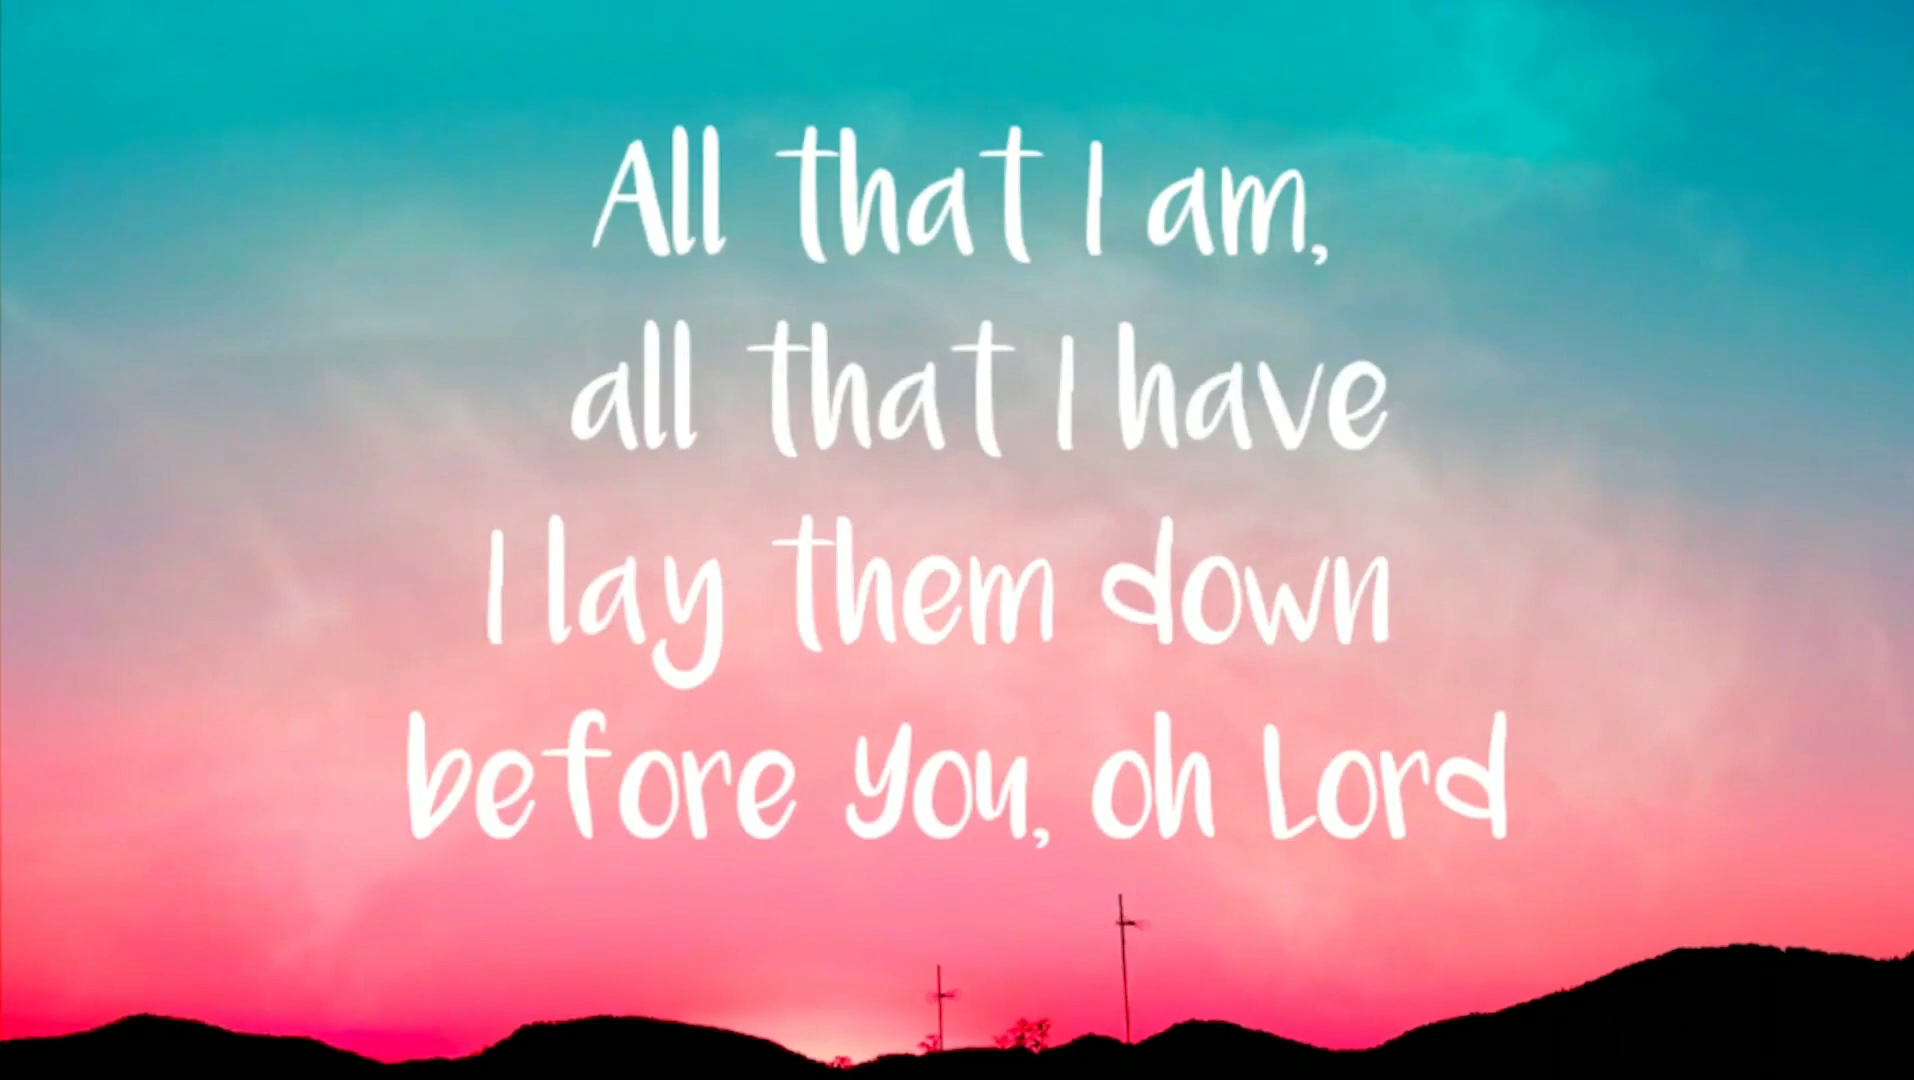 All that I am,
all that I have
I lay them down
before You, oh Lord